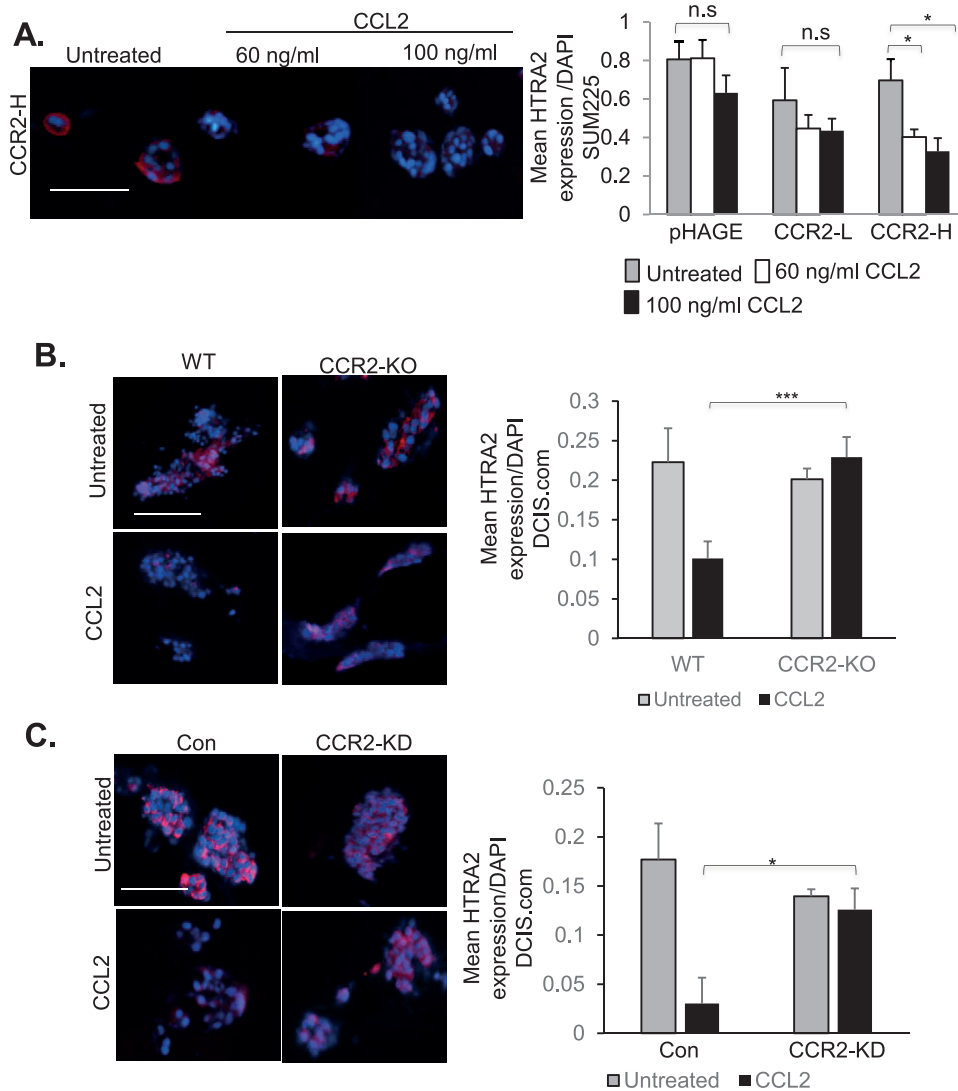 A.
CCL2
Untreated
60 ng/ml
100 ng/ml
CCR2-H
Mean HTRA2
expression /DAPI
SUM225
n.s
n.s
*
*
1
0.8
0.6
0.4
0.2
0
pHAGE
CCR2-L
CCR2-H
Untreated
60 ng/ml CCL2
100 ng/ml CCL2
B.
WT
CCR2-KO
Untreated
CCL2
Mean HTRA2
expression/DAPI
DCIS.com
***
0.3
0.25
0.2
0.15
0.1
0.05
0
WT
CCR2-KO
Untreated
CCL2
C.
Con
CCR2-KD
Untreated
CCL2
Mean HTRA2
expression/DAPI
DCIS.com
*
0.25
0.2
0.15
0.1
0.05
0
Con
CCR2-KD
Untreated
CCL2